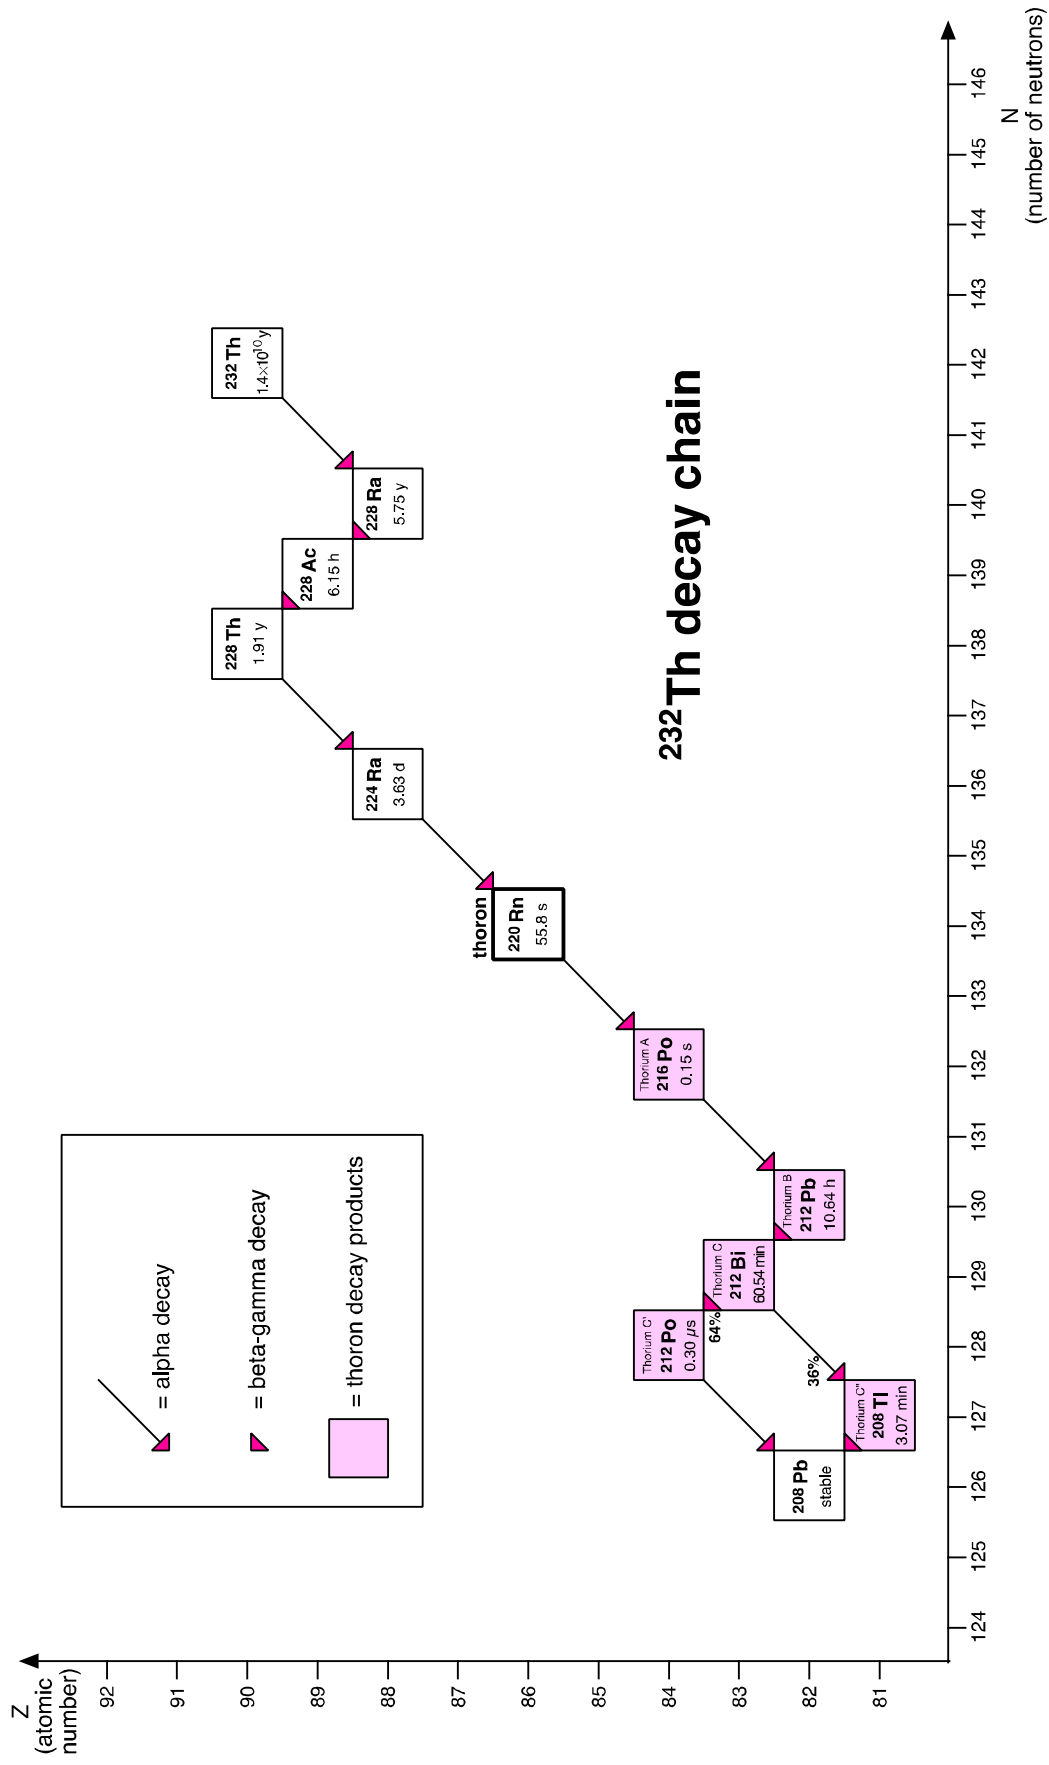 Z
(atomic
number)
92
91
90
89
88
87
86
85
84
83
82
81
= alpha decay
= beta-gamma decay
= thoron decay products
232 Th
1.4×10¹⁰ y
228 Ra
5.75 y
228 Ac
6.15 h
228 Th
1.91 y
224 Ra
3.63 d
thoron
220 Rn
55.8 s
Thorium A
216 Po
0.15 s
Thorium B
212 Pb
10.64 h
Thorium C
212 Bi
60.54 min
64%
36%
Thorium C'
212 Po
0.30 µs
Thorium C"
208 Tl
3.07 min
208 Pb
stable
²³²Th decay chain
124
125
126
127
128
129
130
131
132
133
134
135
136
137
138
139
140
141
142
143
144
145
146
N
(number of neutrons)